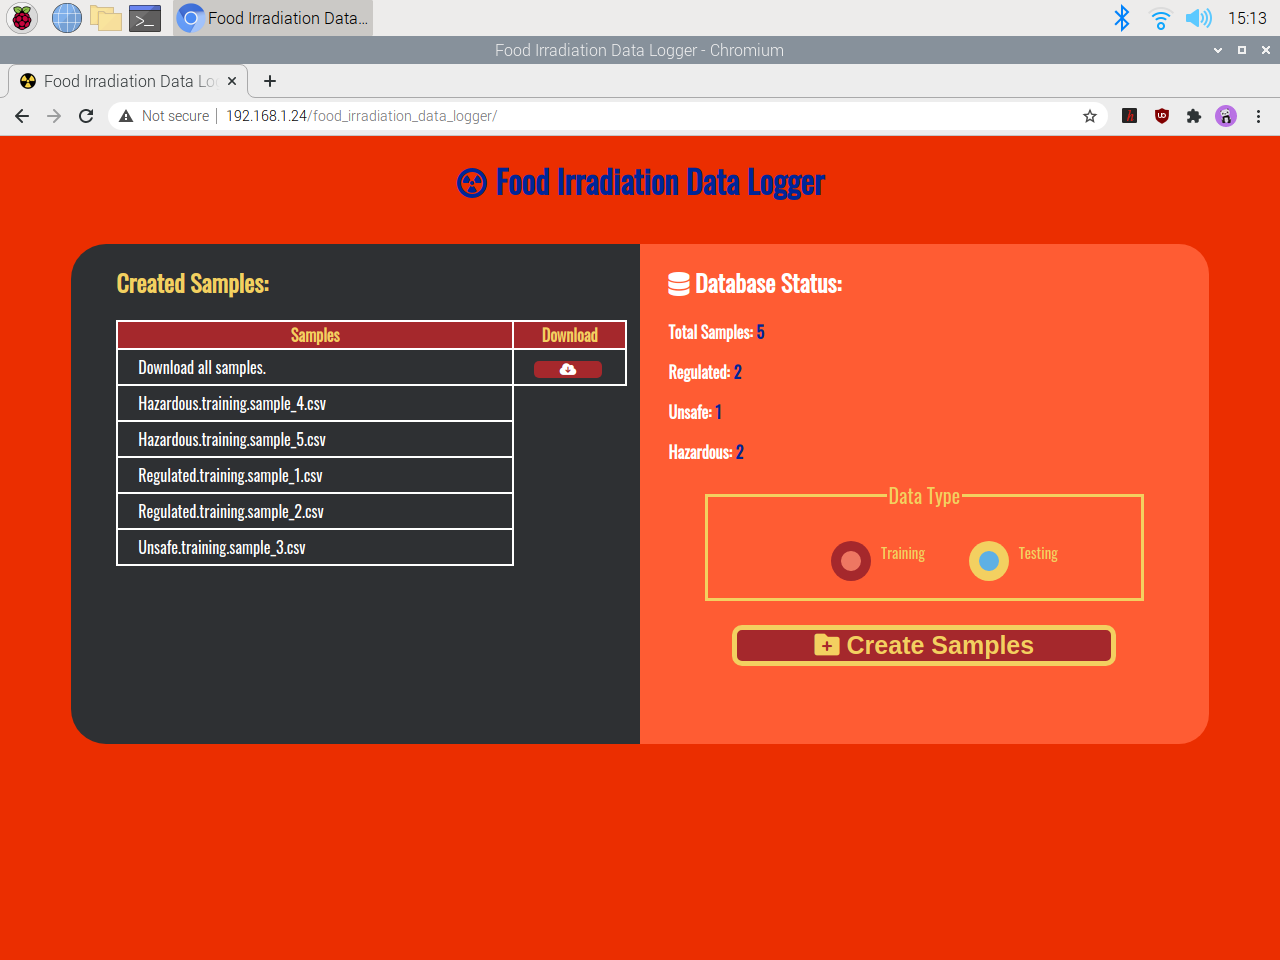 Food Irradiation Data...
15:13
Food Irradiation Data Logger - Chromium
Food Irradiation Data Lo
Not secure
192.168.1.24/food_irradiation_data_logger/
Food Irradiation Data Logger
Created Samples:
Samples
Download
Download all samples.
Hazardous.training.sample_4.csv
Hazardous.training.sample_5.csv
Regulated.training.sample_1.csv
Regulated.training.sample_2.csv
Unsafe.training.sample_3.csv
Database Status:
Total Samples: 5
Regulated: 2
Unsafe: 1
Hazardous: 2
Data Type
Training
Testing
Create Samples